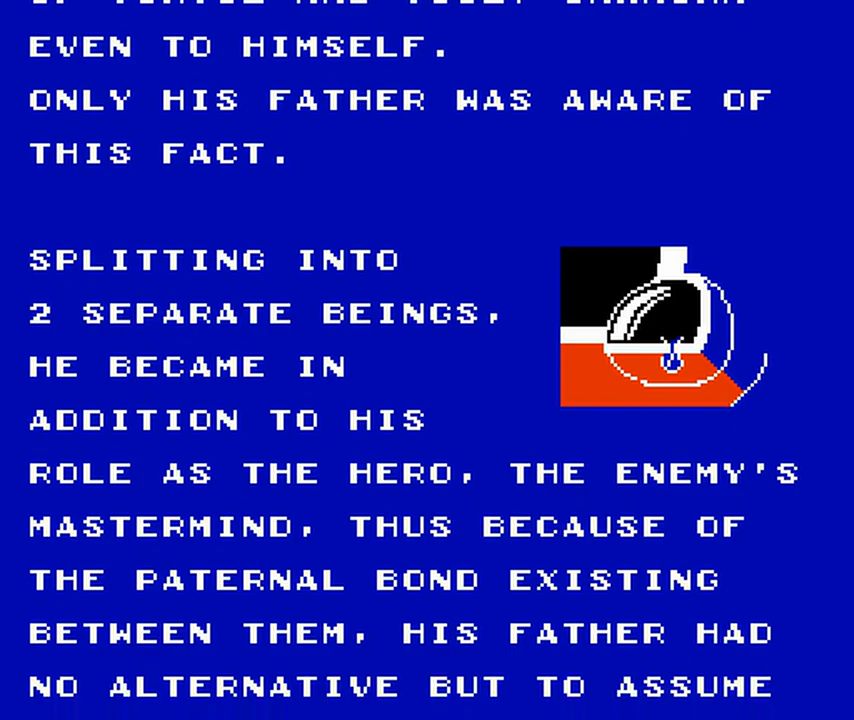 EVEN TO HIMSELF.
ONLY HIS FATHER WAS AWARE OF
THIS FACT.
SPLITTING INTO
2 SEPARATE BEINGS,
HE BECAME IN
ADDITION TO HIS
ROLE AS THE HERO, THE ENEMY'S
MASTERMIND, THUS BECAUSE OF
THE PATERNAL BOND EXISTING
BETWEEN THEM, HIS FATHER HAD
NO ALTERNATIVE BUT TO ASSUME